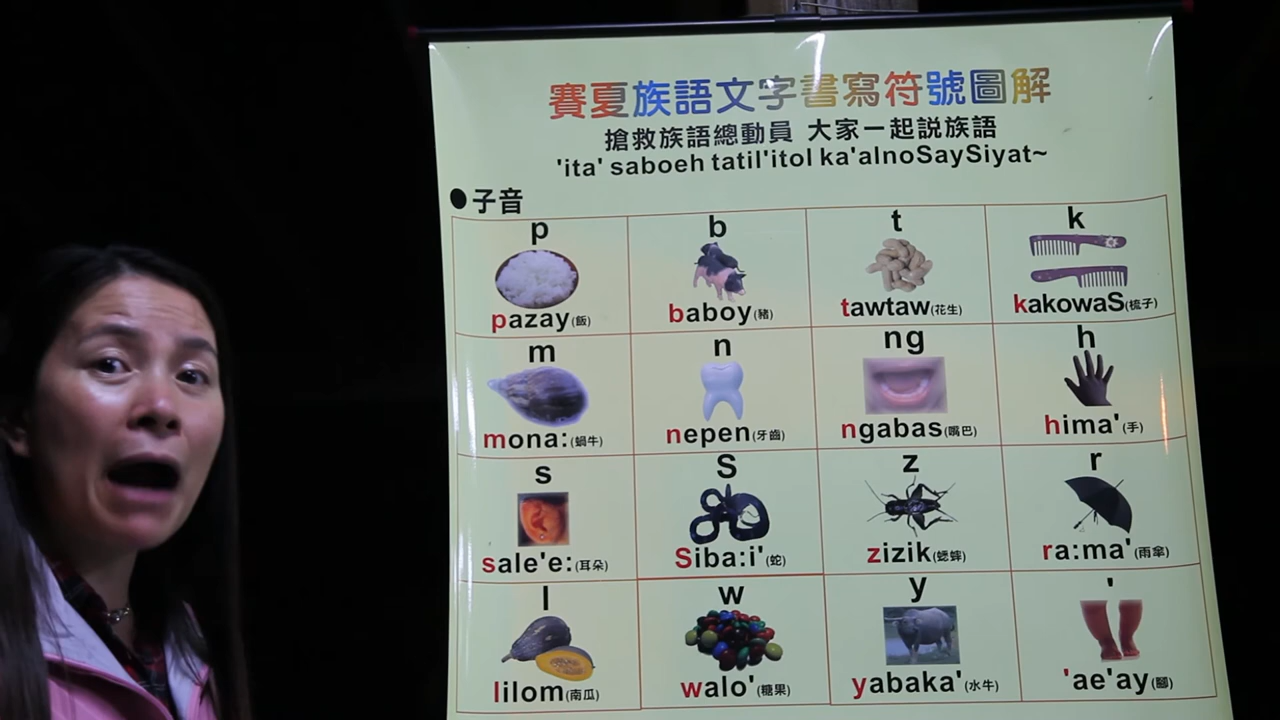 賽夏族語文字書寫符號圖解
搶救族語總動員 大家一起説族語
'ita' saboeh tatil'itol ka'alnoSaySiyat~
●子音
p b t k
pazay(飯) baboy(豬) tawtaw(花生) kakowaS(梳子)
m n ng h
mona:(蝸牛) nepen(牙齒) ngabas(嘴巴) hima'(手)
s S z r
sale'e:(耳朵) Siba:i'(蛇) zizik(蟋蟀) ra:ma'(雨傘)
l w y '
lilom(南瓜) walo'(糖果) yabaka'(水牛) 'ae'ay(腳)